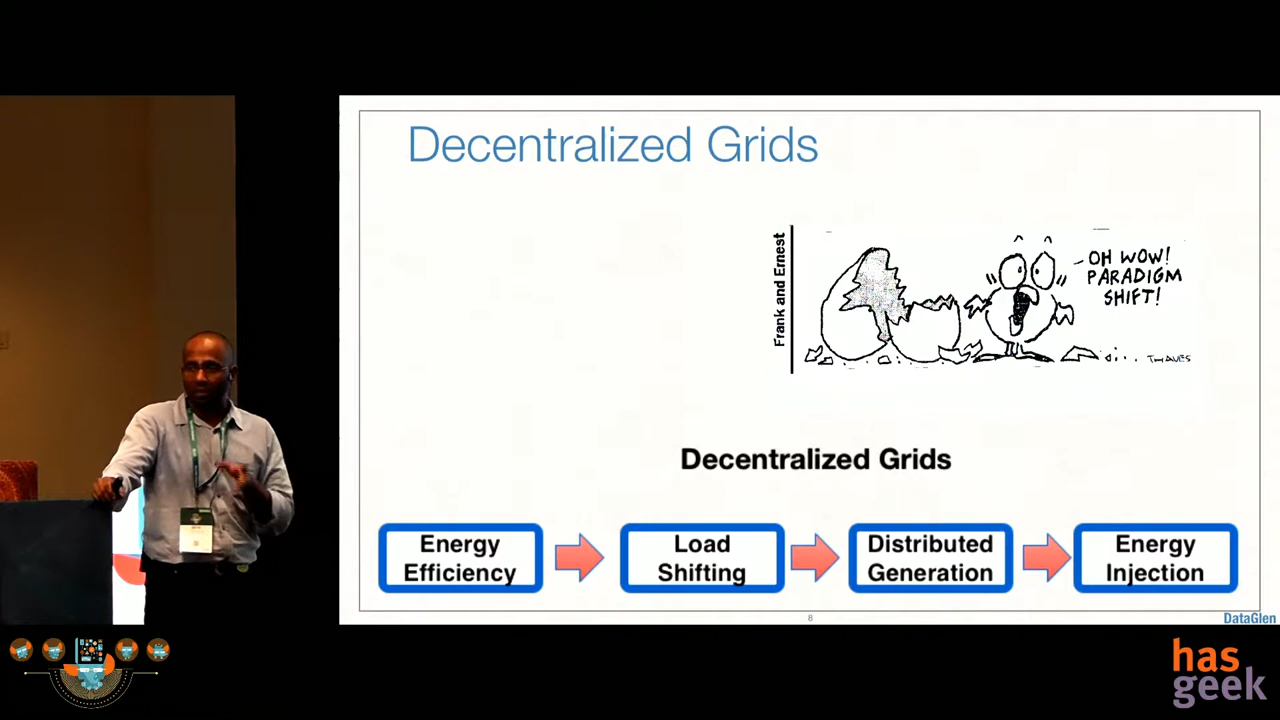 Decentralized Grids
Frank and Ernest
OH WOW!
PARADIGM
SHIFT!
THAVES
Decentralized Grids
Energy
Efficiency
Load
Shifting
Distributed
Generation
Energy
Injection
8
DataGlen
has
geek